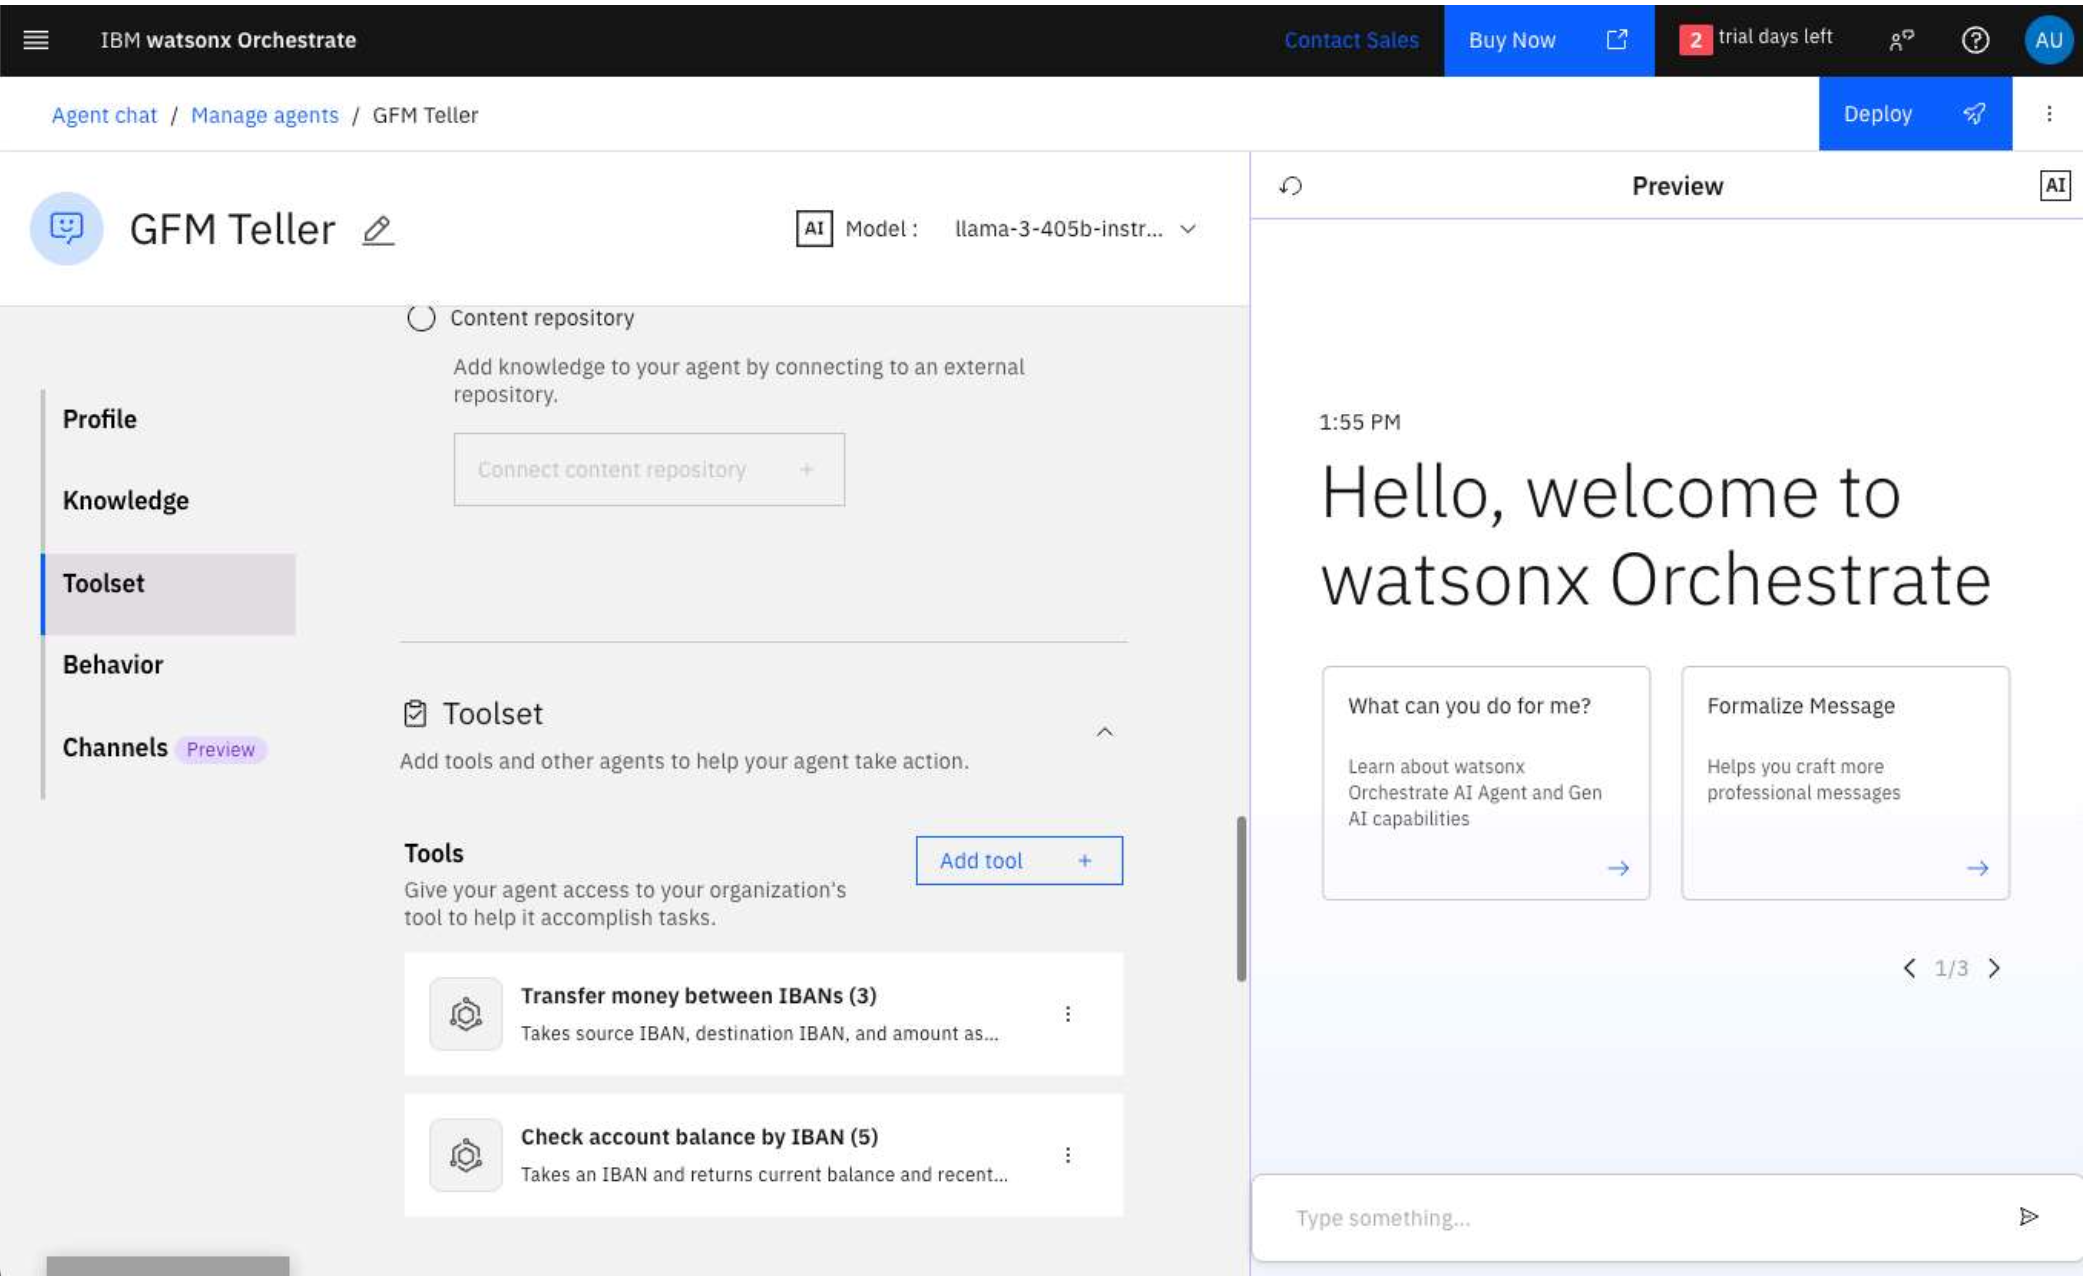 IBM watsonx Orchestrate
Contact Sales
Buy Now
2 trial days left
AU
Agent chat / Manage agents / GFM Teller
Deploy
GFM Teller
AI Model : llama-3-405b-instr...
Profile
Knowledge
Toolset
Behavior
Channels Preview
Content repository
Add knowledge to your agent by connecting to an external
repository.
Connect content repository +
Toolset
Add tools and other agents to help your agent take action.
Tools
Add tool +
Give your agent access to your organization's
tool to help it accomplish tasks.
Transfer money between IBANs (3)
Takes source IBAN, destination IBAN, and amount as...
Check account balance by IBAN (5)
Takes an IBAN and returns current balance and recent...
Preview
AI
1:55 PM
Hello, welcome to
watsonx Orchestrate
What can you do for me?
Learn about watsonx
Orchestrate AI Agent and Gen
AI capabilities
Formalize Message
Helps you craft more
professional messages
1/3
Type something...